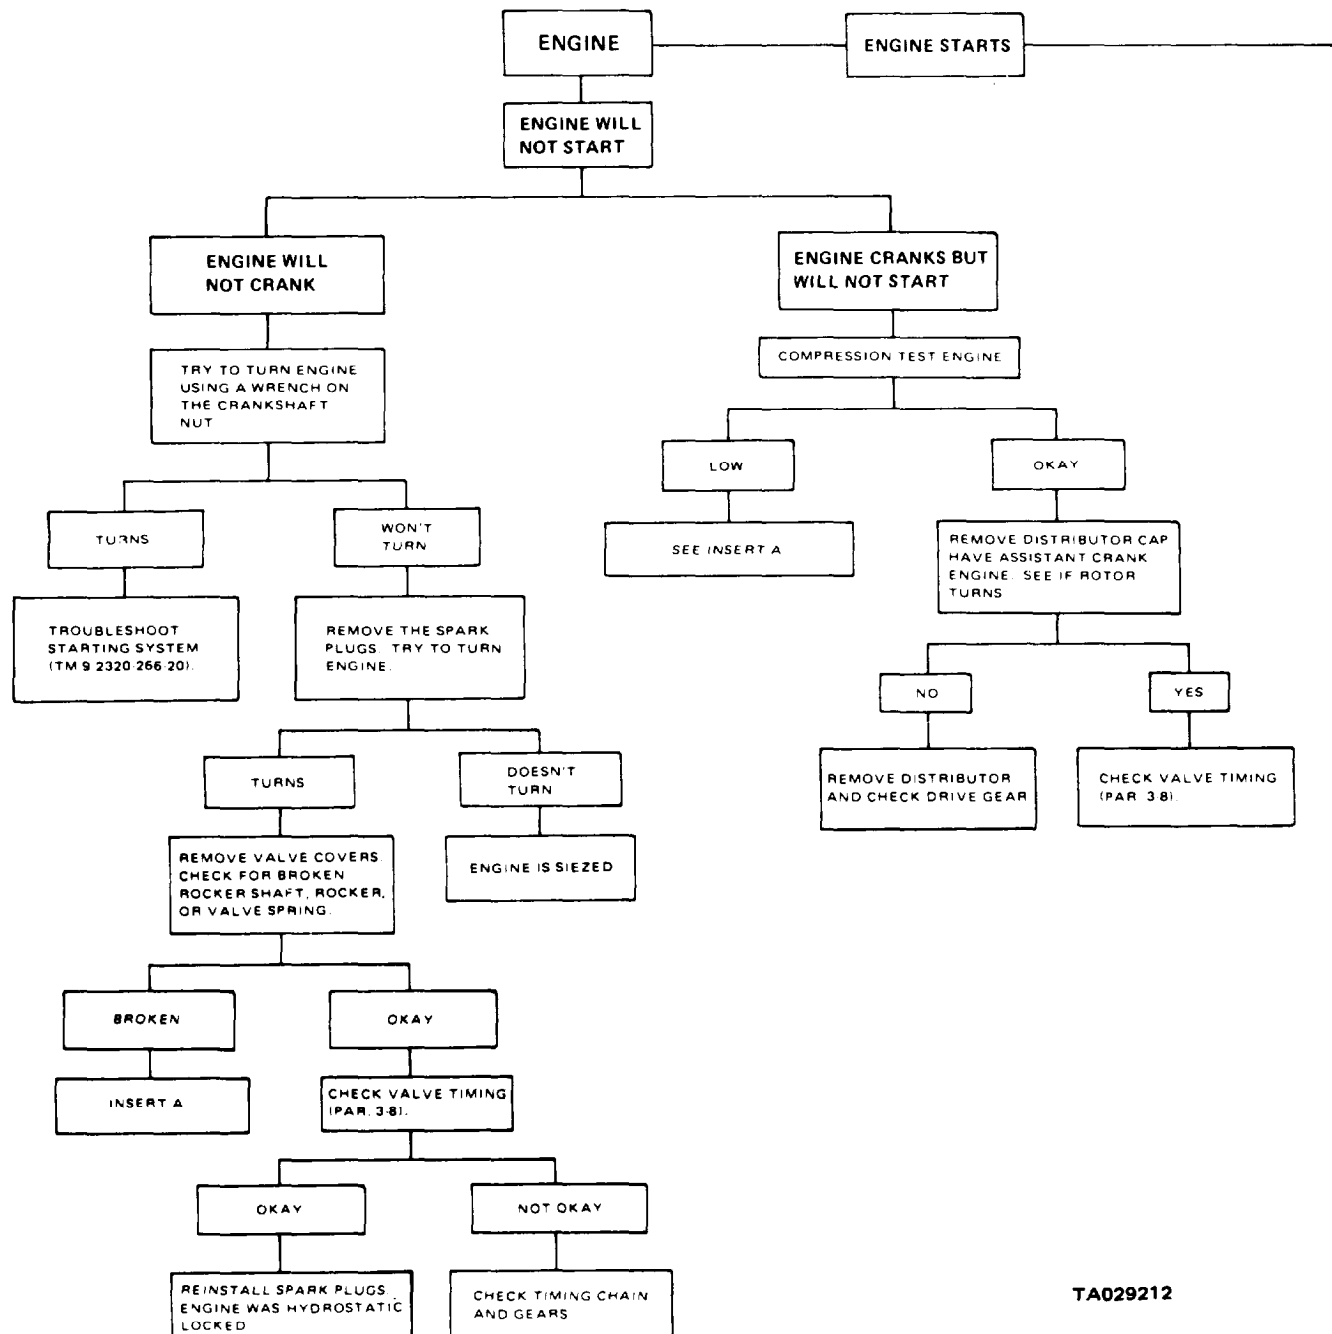 ENGINE
ENGINE STARTS
ENGINE WILL
NOT START
ENGINE WILL
NOT CRANK
ENGINE CRANKS BUT
WILL NOT START
TRY TO TURN ENGINE
USING A WRENCH ON
THE CRANKSHAFT
NUT
COMPRESSION TEST ENGINE
LOW
OKAY
TURNS
WON'T
TURN
SEE INSERT A
REMOVE DISTRIBUTOR CAP
HAVE ASSISTANT CRANK
ENGINE. SEE IF ROTOR
TURNS
TROUBLESHOOT
STARTING SYSTEM
(TM 9 2320-266-20).
REMOVE THE SPARK
PLUGS. TRY TO TURN
ENGINE.
NO
YES
TURNS
DOESN'T
TURN
REMOVE DISTRIBUTOR
AND CHECK DRIVE GEAR
CHECK VALVE TIMING
(PAR. 3-8).
REMOVE VALVE COVERS.
CHECK FOR BROKEN
ROCKER SHAFT, ROCKER,
OR VALVE SPRING.
ENGINE IS SIEZED
BROKEN
OKAY
INSERT A
CHECK VALVE TIMING
(PAR. 3-8).
OKAY
NOT OKAY
REINSTALL SPARK PLUGS.
ENGINE WAS HYDROSTATIC
LOCKED
CHECK TIMING CHAIN
AND GEARS
TA029212